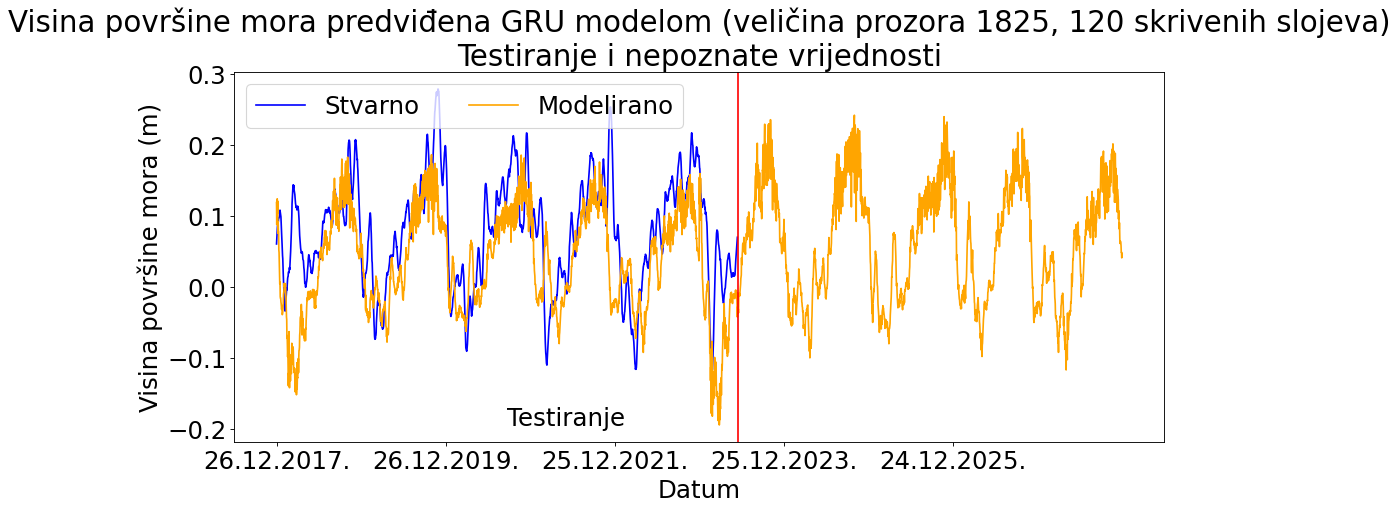 Visina površine mora predviđena GRU modelom (veličina prozora 1825, 120 skrivenih slojeva)
Testiranje i nepoznate vrijednosti
Stvarno
Modelirano
0.3
0.2
0.1
0.0
−0.1
−0.2
Visina površine mora (m)
Testiranje
26.12.2017.
26.12.2019.
25.12.2021.
25.12.2023.
24.12.2025.
Datum